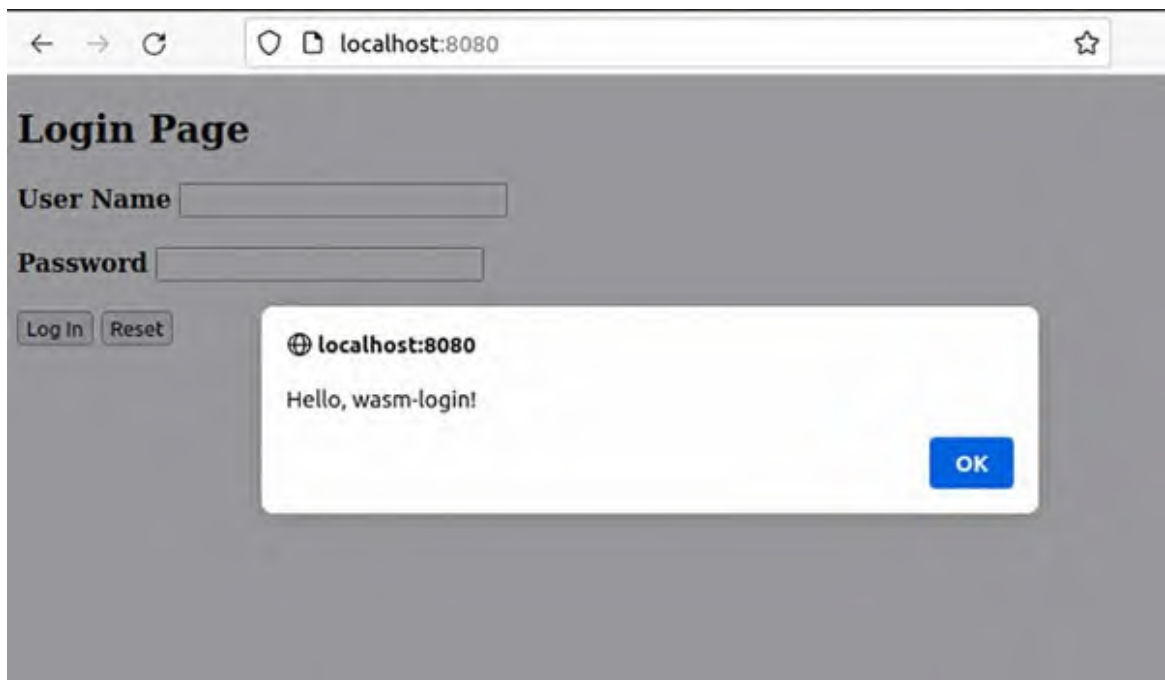 localhost:8080
Login Page
User Name
Password
Log In Reset
localhost:8080
Hello, wasm-login!
OK